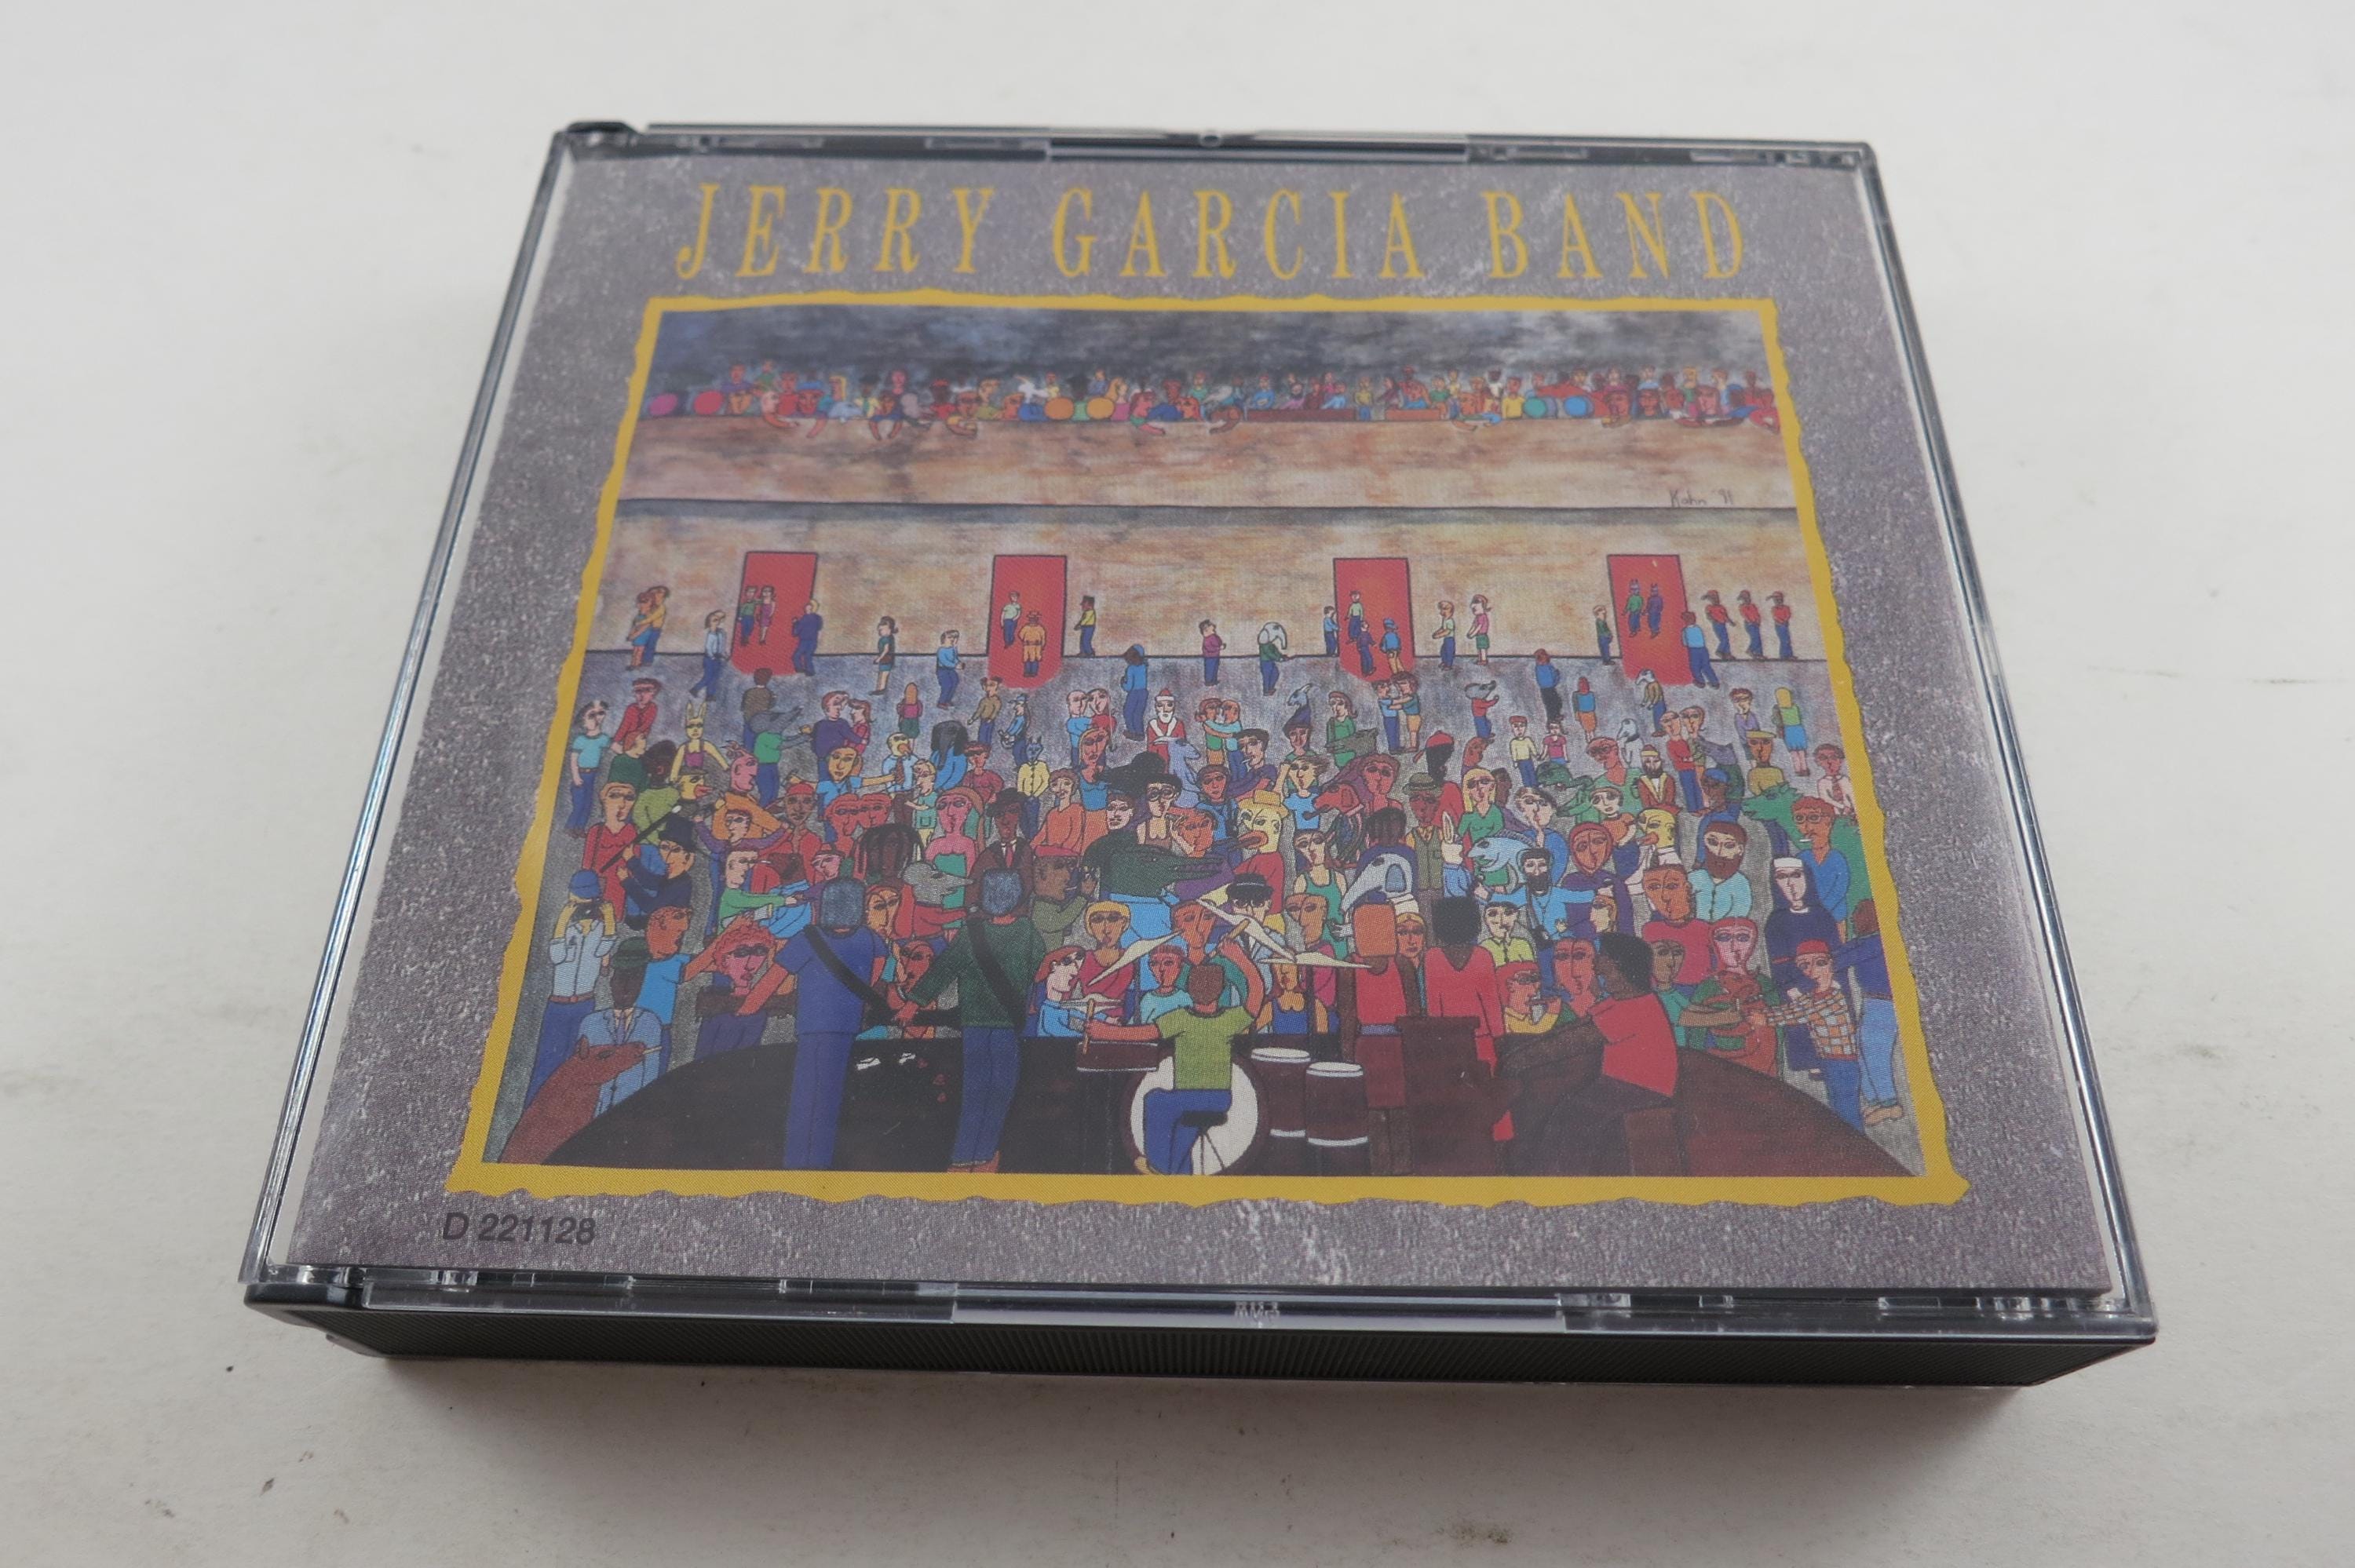 JERRY GARCIA BAND
Kahn '91
D 221128